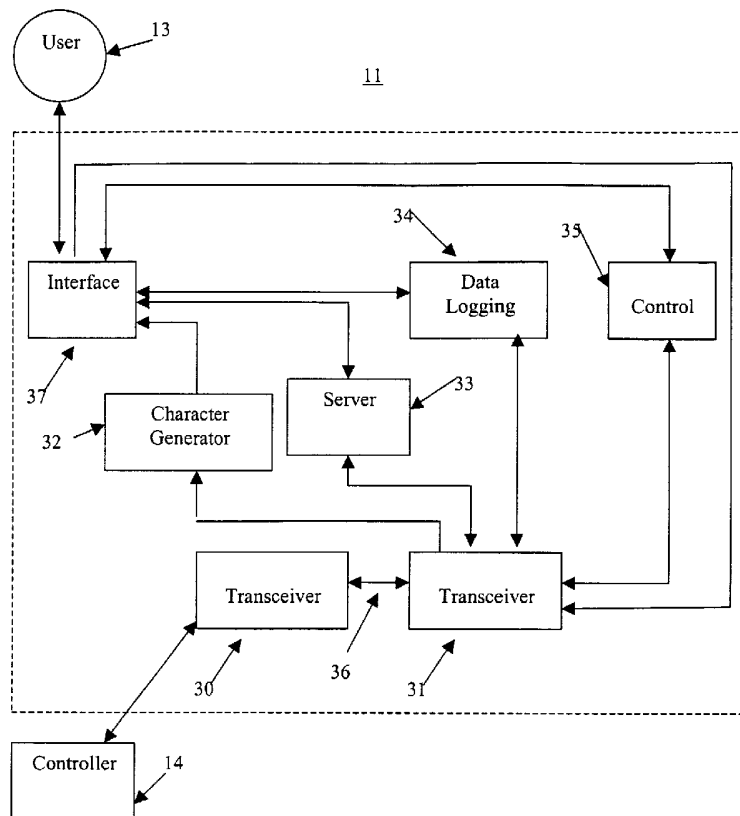 User
13
11
34
35
Interface
Data
Logging
Control
37
Server
33
Character
Generator
32
Transceiver
Transceiver
30
36
31
Controller
14